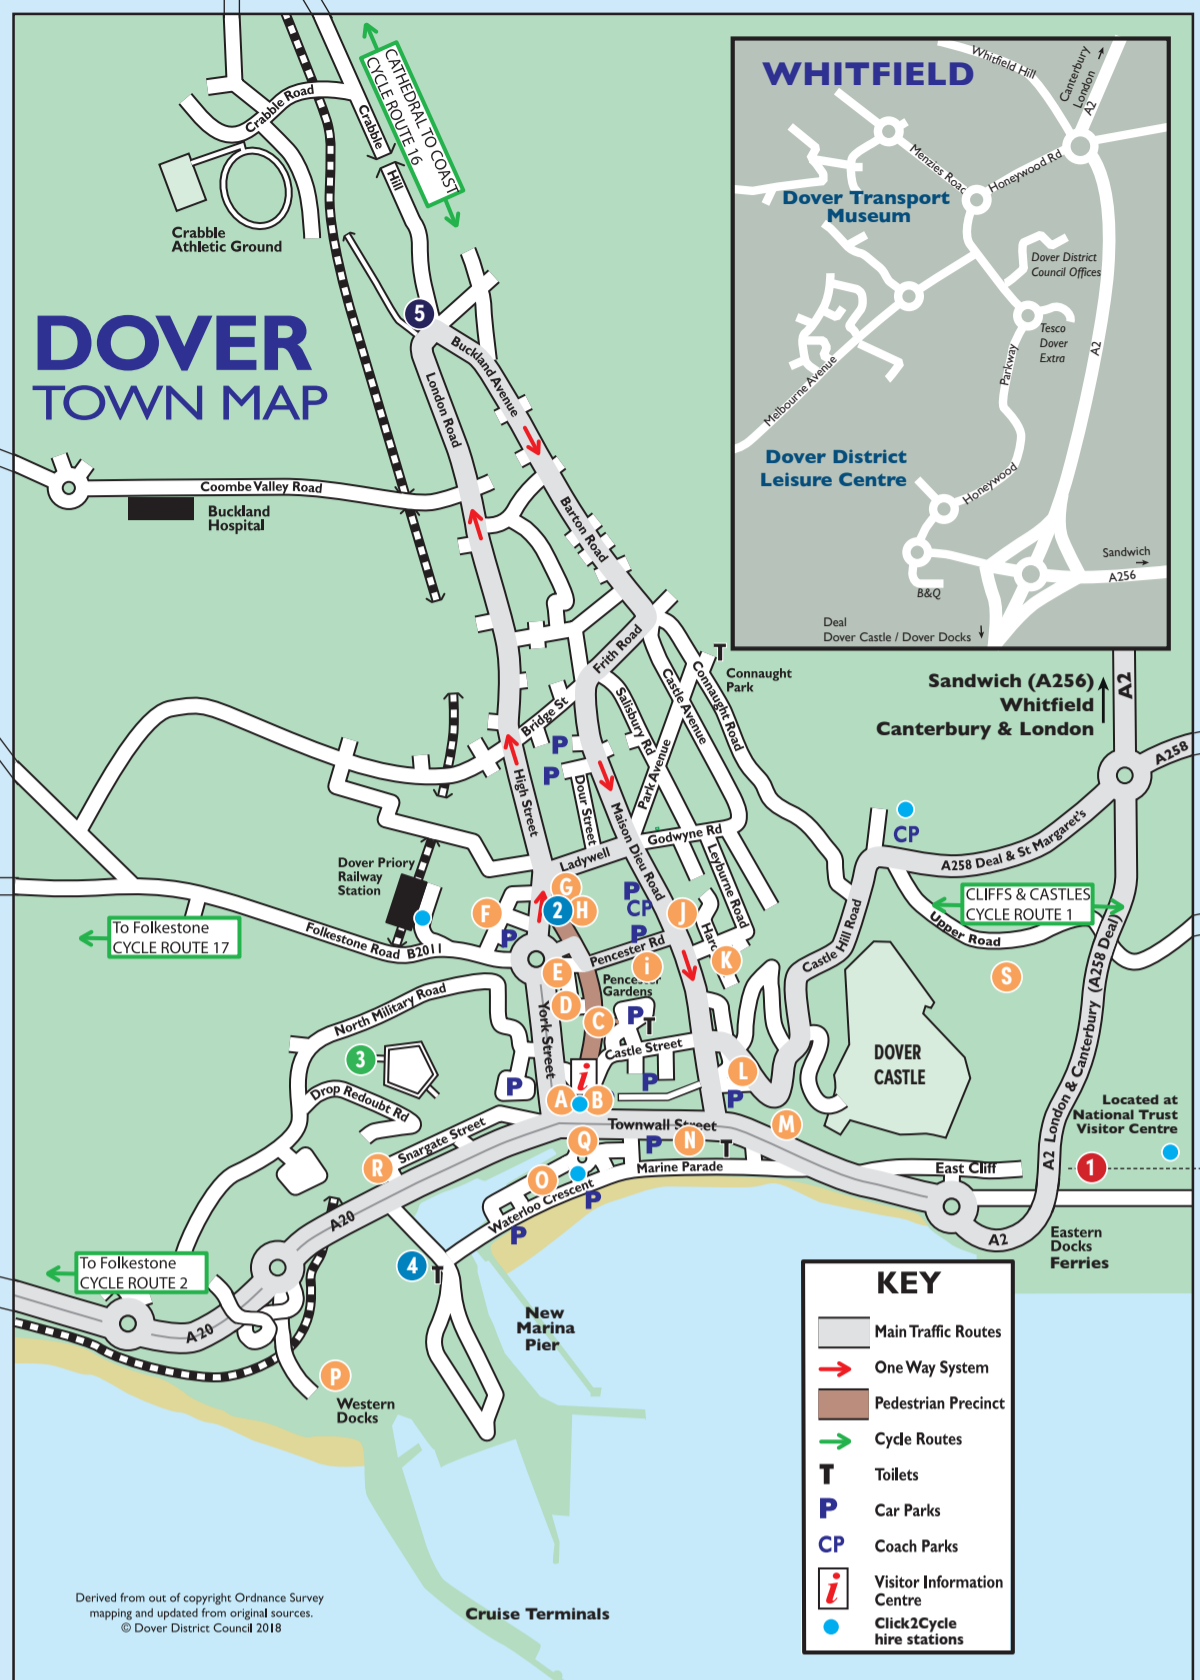 DOVER
TOWN MAP
Crabble Road
Crabble
Hill
CATHEDRAL TO COAST
CYCLE ROUTE 16
Crabble
Athletic Ground
5
Buckland Avenue
London Road
Coombe Valley Road
Buckland
Hospital
Barton Road
Frith Road
T
Connaught
Park
Connaught Road
Castle Avenue
Salisbury Rd
Park Avenue
Bridge St
P
P
High Street
Dour Street
Maison Dieu Road
Godwyne Rd
Ladywell
Leyburne Road
WHITFIELD
Whitfield Hill
Canterbury
London
A2
Menzies Road
Honeywood Rd
Dover Transport
Museum
Dover District
Council Offices
Tesco
Dover
Extra
A2
Parkway
Melbourne Avenue
Dover District
Leisure Centre
Honeywood
Sandwich
A256
B&Q
Deal
Dover Castle / Dover Docks
Sandwich (A256)
Whitfield
Canterbury & London
A2
A258
CP
A258 Deal & St Margaret's
CLIFFS & CASTLES
CYCLE ROUTE 1
Upper Road
Castle Hill Road
S
Dover Priory
Railway
Station
To Folkestone
CYCLE ROUTE 17
Folkestone Road B2011
F
G
2
H
P
CP
P
J
P
Pencester Rd
i
Pencester
Gardens
K
E
D
C
P
T
North Military Road
York Street
Castle Street
3
DOVER
CASTLE
Drop Redoubt Rd
P
i
P
L
P
A
B
M
Townwall Street
Snargate Street
Q
P
N
T
R
Marine Parade
East Cliff
O
Waterloo Crescent
P
P
A2 London & Canterbury (A258 Deal)
Located at
National Trust
Visitor Centre
1
A20
A2
Eastern
Docks
Ferries
To Folkestone
CYCLE ROUTE 2
4
T
A20
New
Marina
Pier
P
Western
Docks
Cruise Terminals
KEY
Main Traffic Routes
One Way System
Pedestrian Precinct
Cycle Routes
T Toilets
P Car Parks
CP Coach Parks
i Visitor Information
Centre
Click2Cycle
hire stations
Derived from out of copyright Ordnance Survey
mapping and updated from original sources.
© Dover District Council 2018